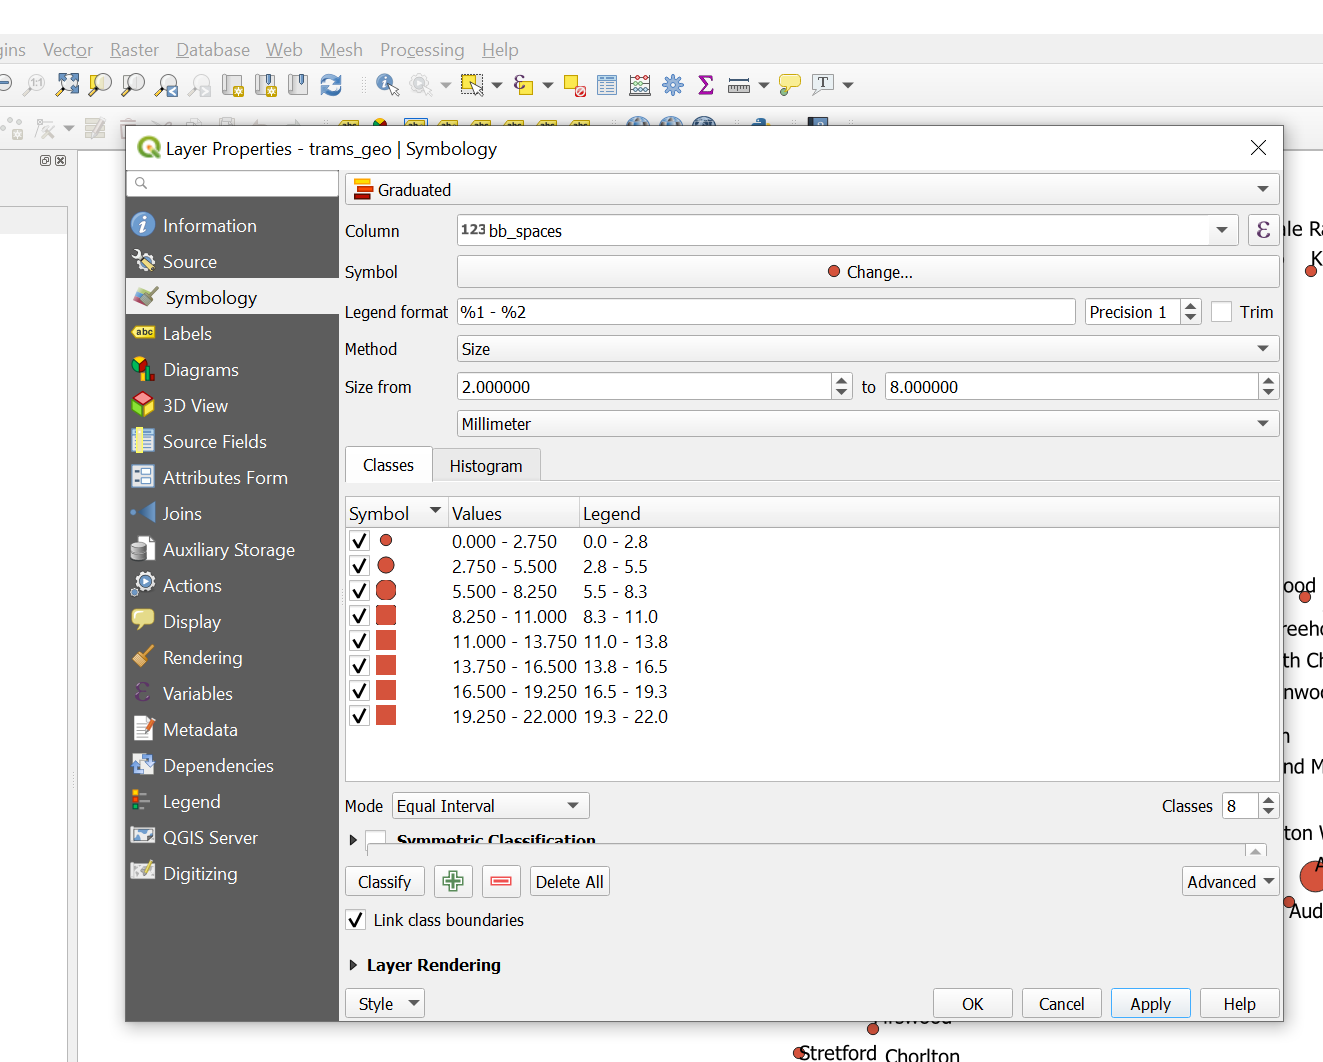 gins Vector Raster Database Web Mesh Processing Help
Layer Properties - trams_geo | Symbology
Information
Source
Symbology
Labels
Diagrams
3D View
Source Fields
Attributes Form
Joins
Auxiliary Storage
Actions
Display
Rendering
Variables
Metadata
Dependencies
Legend
QGIS Server
Digitizing
Graduated
Column 123 bb_spaces ε
Symbol Change...
Legend format %1 - %2 Precision 1 Trim
Method Size
Size from 2.000000 to 8.000000
Millimeter
Classes Histogram
Symbol Values Legend
0.000 - 2.750 0.0 - 2.8
2.750 - 5.500 2.8 - 5.5
5.500 - 8.250 5.5 - 8.3
8.250 - 11.000 8.3 - 11.0
11.000 - 13.750 11.0 - 13.8
13.750 - 16.500 13.8 - 16.5
16.500 - 19.250 16.5 - 19.3
19.250 - 22.000 19.3 - 22.0
Mode Equal Interval Classes 8
Symmetric Classification
Classify Delete All Advanced
Link class boundaries
Layer Rendering
Style OK Cancel Apply Help
le Ra
K
ood
reeho
th Ch
nwoo
nd M
ton W
A
Aud
Stretford Chorlton